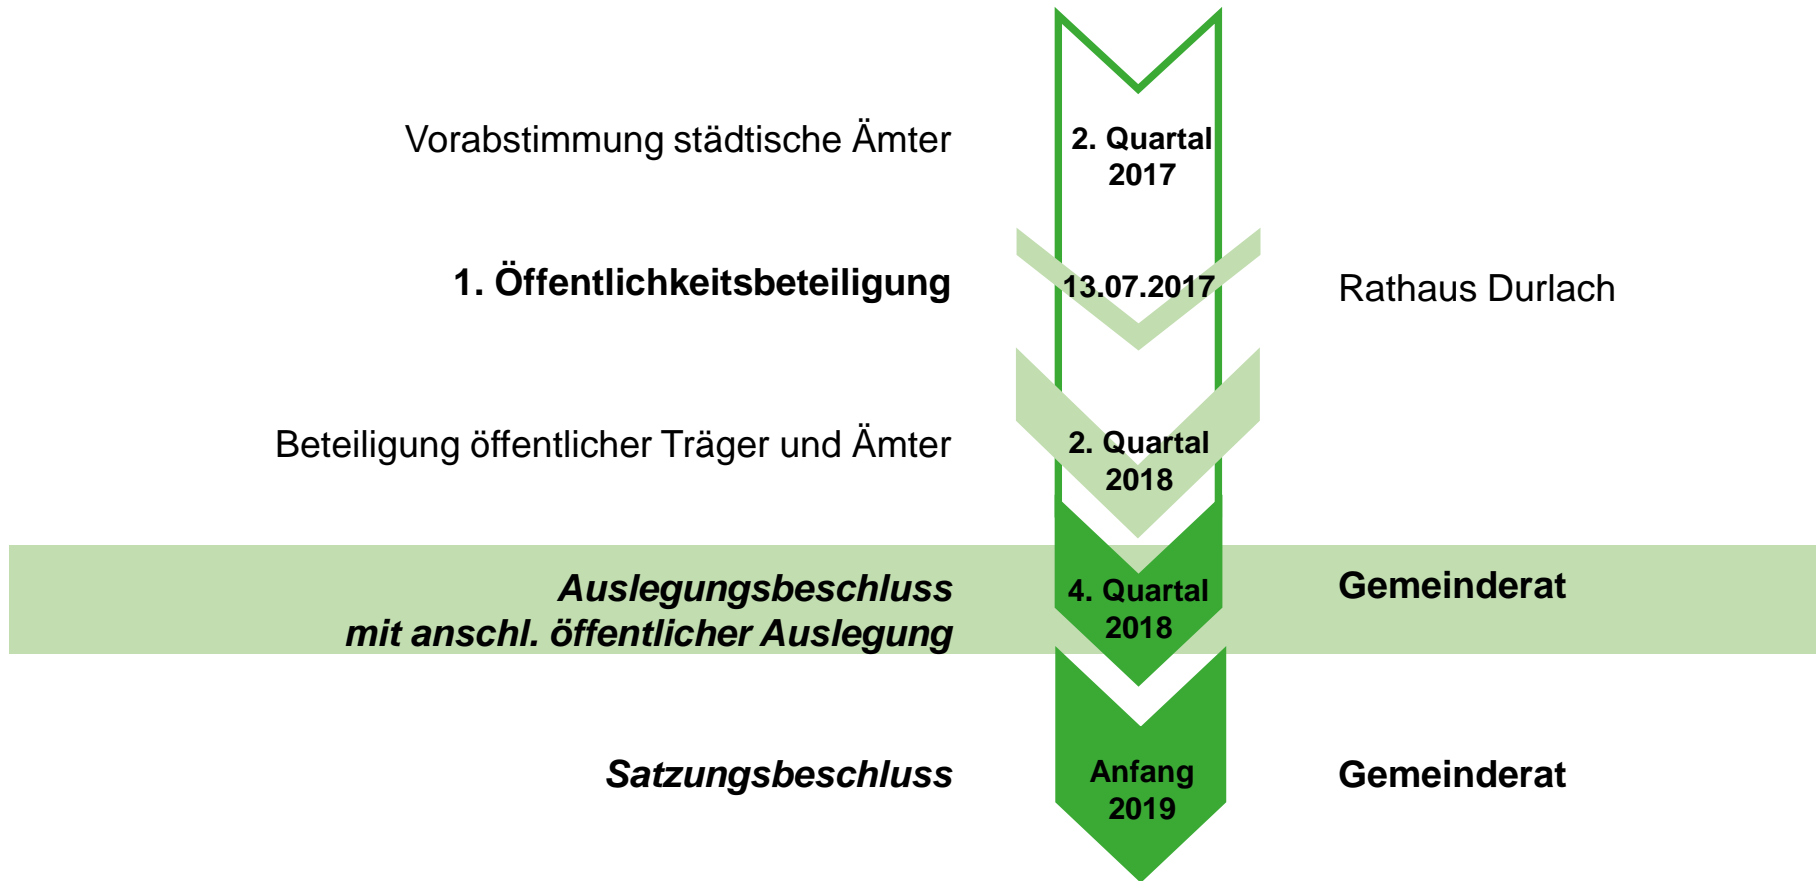 Vorabstimmung städtische Ämter
2. Quartal
2017
1. Öffentlichkeitsbeteiligung
13.07.2017
Rathaus Durlach
Beteiligung öffentlicher Träger und Ämter
2. Quartal
2018
Auslegungsbeschluss
mit anschl. öffentlicher Auslegung
4. Quartal
2018
Gemeinderat
Satzungsbeschluss
Anfang
2019
Gemeinderat